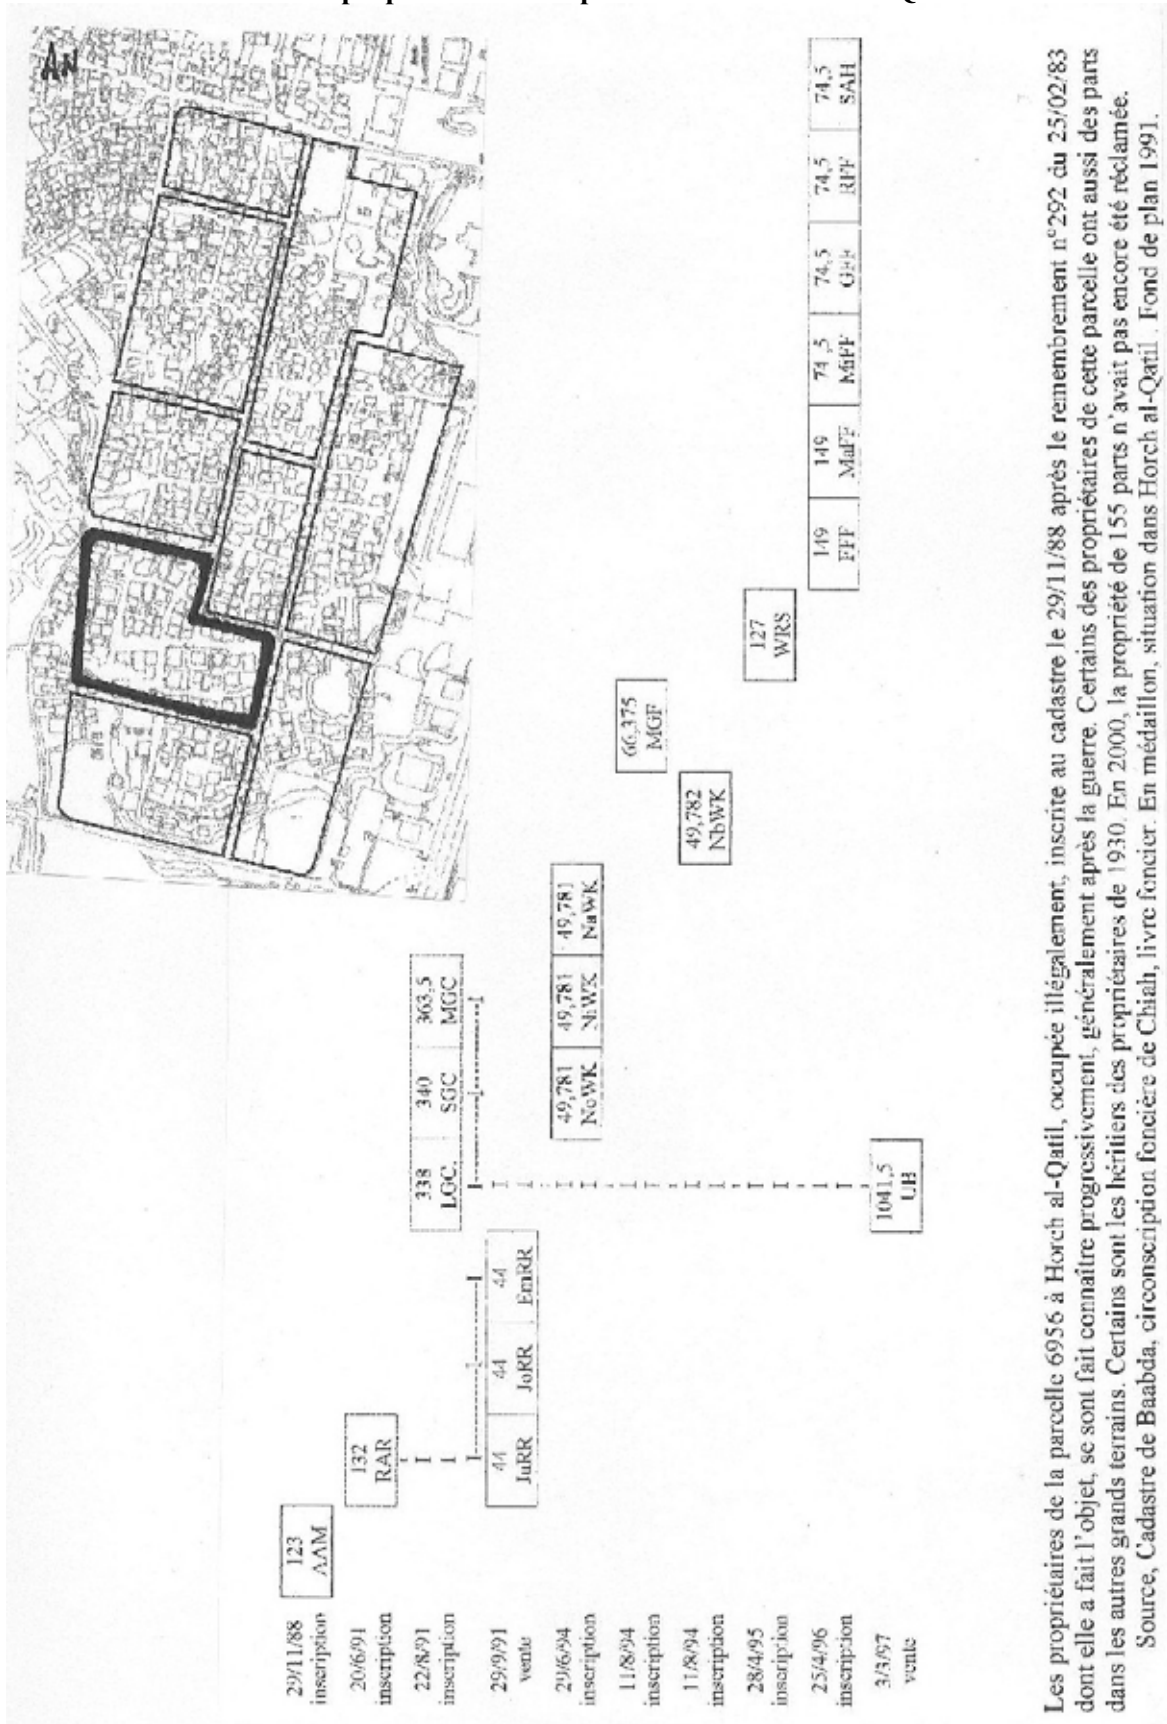 AN
29/11/88
inscription
123
AAM
20/6/91
inscription
132
RAR
22/8/91
inscription
338
LGC.
340
SGC
363,5
MGC
29/9/91
vente
44
JuRR
44
JoRR
44
EmRR
29/6/94
inscription
49,781
NoWK
49,781
NiWK
49,781
NaWK
11/8/94
inscription
66,375
MGF
11/8/94
inscription
49,782
NbWK
28/4/95
inscription
127
WRS
25/4/96
inscription
149
FFF
149
MaFF
74,5
MiFF
74,5
GFF
74,5
RFF
74,5
SAH
3/3/97
vente
1041,5
UB
Les propriétaires de la parcelle 6956 à Horch al-Qatil, occupée illégalement, inscrite au cadastre le 29/11/88 après le remembrement n°292 du 25/02/83
dont elle a fait l'objet, se sont fait connaître progressivement, généralement après la guerre. Certains des propriétaires de cette parcelle ont aussi des parts
dans les autres grands terrains. Certains sont les héritiers des propriétaires de 1930. En 2000, la propriété de 155 parts n'avait pas encore été réclamée.
Source, Cadastre de Baabda, circonscription foncière de Chiah, livre foncier. En médaillon, situation dans Horch al-Qatil. Fond de plan 1991.